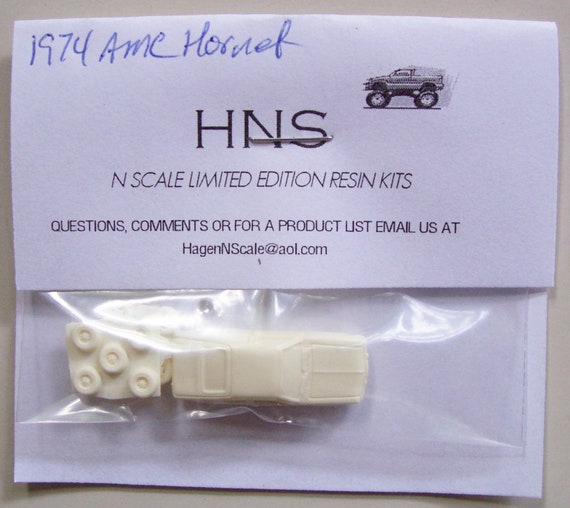 1974 AMC Hornet
HNS
N SCALE LIMITED EDITION RESIN KITS
QUESTIONS, COMMENTS OR FOR A PRODUCT LIST EMAIL US AT
HagenNScale@aol.com